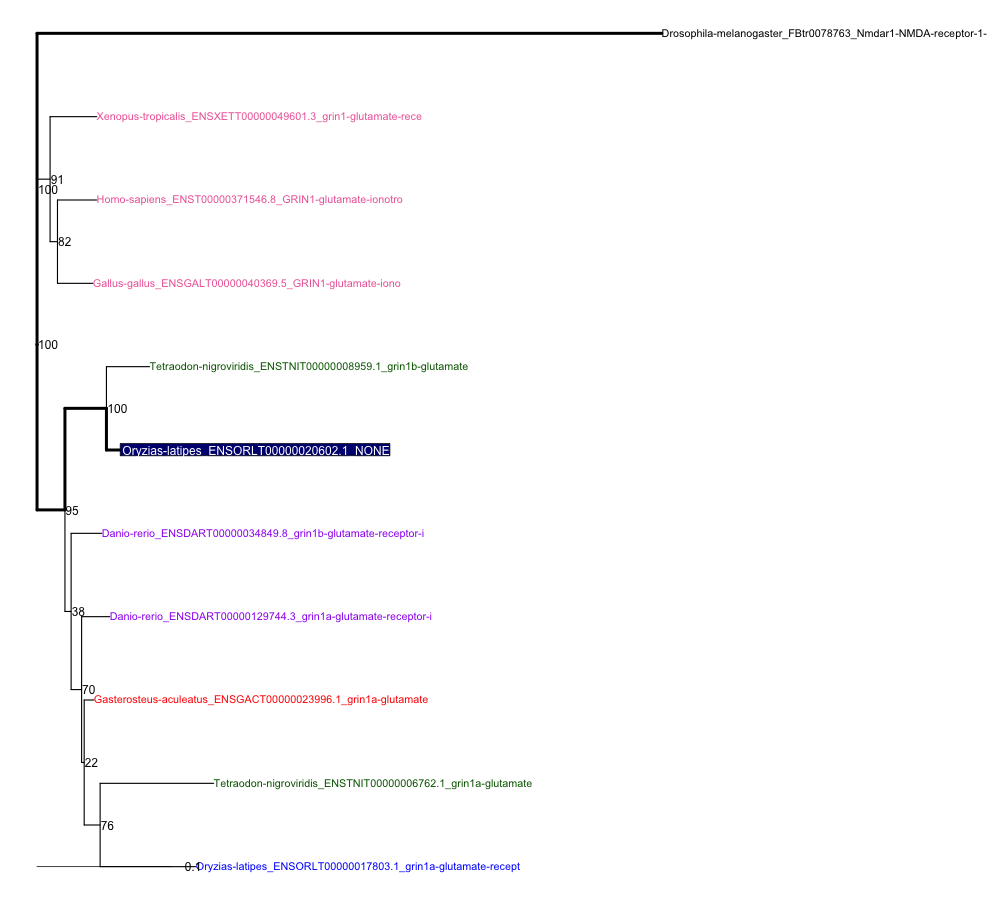 Drosophila-melanogaster_FBtr0078763_Nmdar1-NMDA-receptor-1-
Xenopus-tropicalis_ENSXETT00000049601.3_grin1-glutamate-rece
91
100
Homo-sapiens_ENST00000371546.8_GRIN1-glutamate-ionotro
82
Gallus-gallus_ENSGALT00000040369.5_GRIN1-glutamate-iono
100
Tetraodon-nigroviridis_ENSTNIT00000008959.1_grin1b-glutamate
100
Oryzias-latipes_ENSORLT00000020602.1_NONE
95
Danio-rerio_ENSDART00000034849.8_grin1b-glutamate-receptor-i
38
Danio-rerio_ENSDART00000129744.3_grin1a-glutamate-receptor-i
70
Gasterosteus-aculeatus_ENSGACT00000023996.1_grin1a-glutamate
22
Tetraodon-nigroviridis_ENSTNIT00000006762.1_grin1a-glutamate
76
0.1
Oryzias-latipes_ENSORLT00000017803.1_grin1a-glutamate-recept